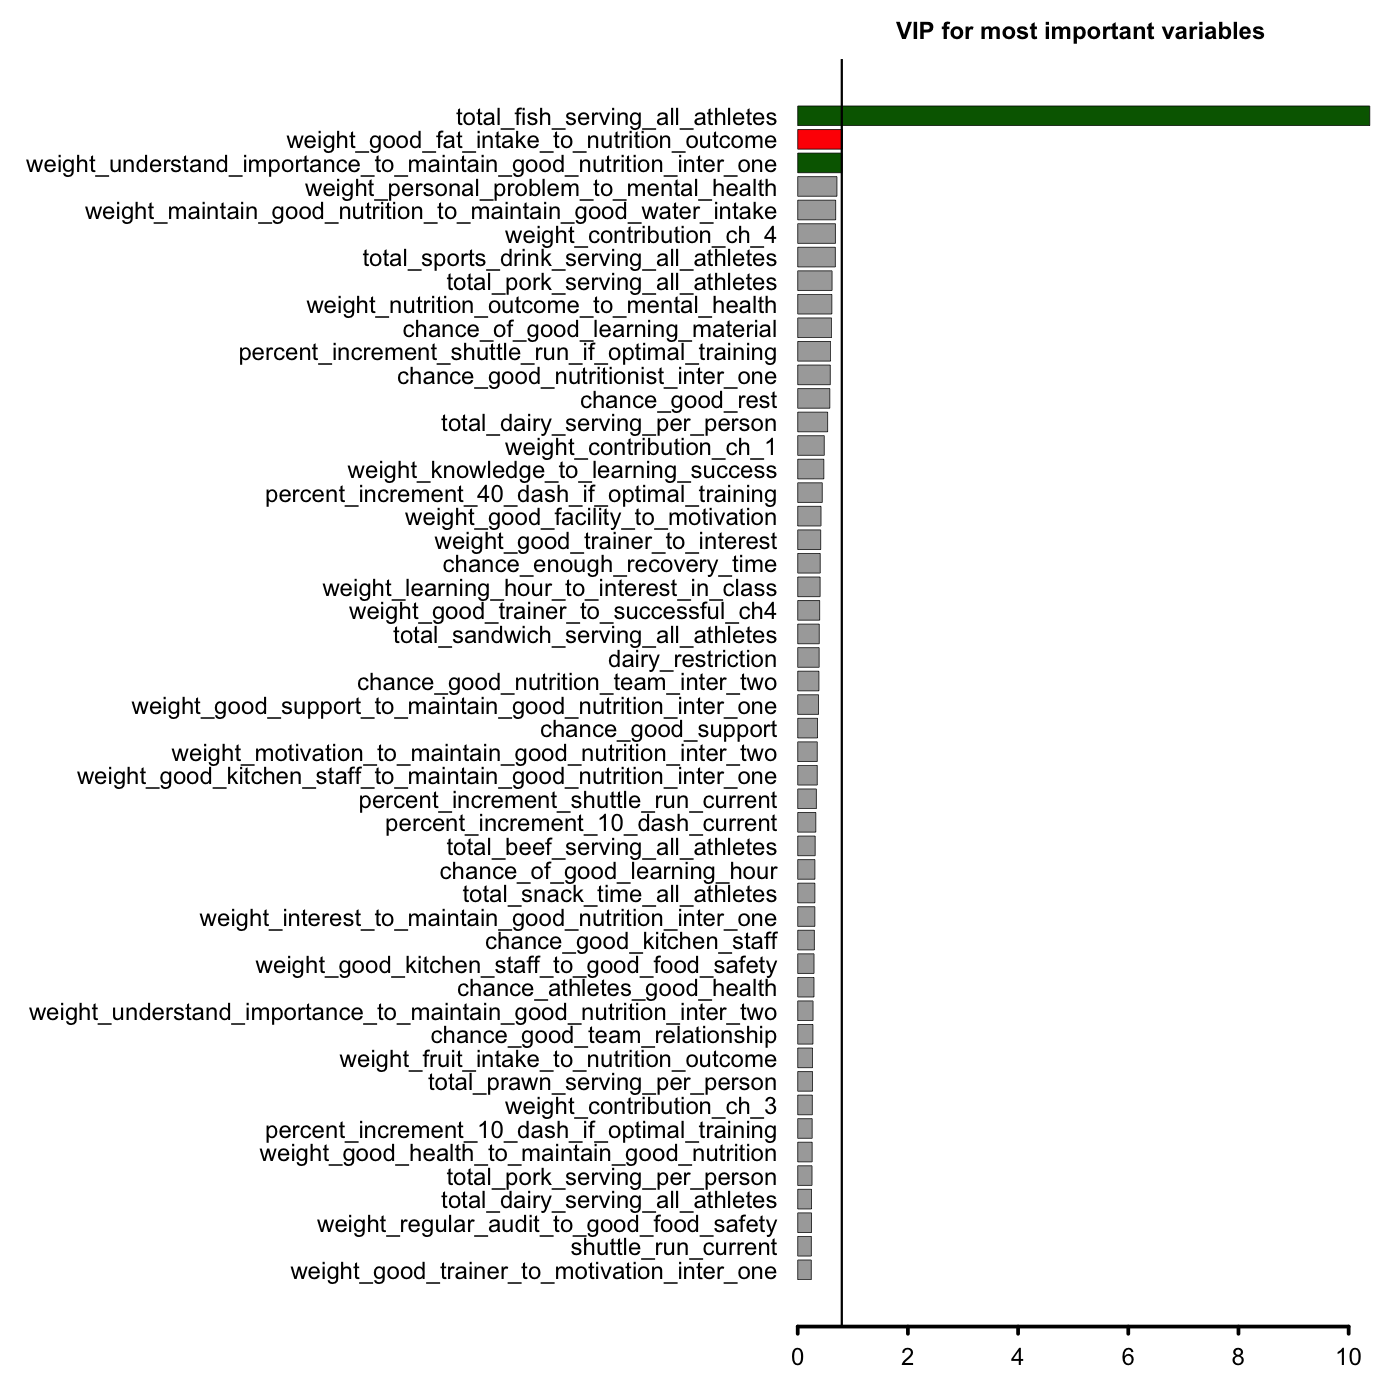 VIP for most important variables
total_fish_serving_all_athletes
weight_good_fat_intake_to_nutrition_outcome
weight_understand_importance_to_maintain_good_nutrition_inter_one
weight_personal_problem_to_mental_health
weight_maintain_good_nutrition_to_maintain_good_water_intake
weight_contribution_ch_4
total_sports_drink_serving_all_athletes
total_pork_serving_all_athletes
weight_nutrition_outcome_to_mental_health
chance_of_good_learning_material
percent_increment_shuttle_run_if_optimal_training
chance_good_nutritionist_inter_one
chance_good_rest
total_dairy_serving_per_person
weight_contribution_ch_1
weight_knowledge_to_learning_success
percent_increment_40_dash_if_optimal_training
weight_good_facility_to_motivation
weight_good_trainer_to_interest
chance_enough_recovery_time
weight_learning_hour_to_interest_in_class
weight_good_trainer_to_successful_ch4
total_sandwich_serving_all_athletes
dairy_restriction
chance_good_nutrition_team_inter_two
weight_good_support_to_maintain_good_nutrition_inter_one
chance_good_support
weight_motivation_to_maintain_good_nutrition_inter_two
weight_good_kitchen_staff_to_maintain_good_nutrition_inter_one
percent_increment_shuttle_run_current
percent_increment_10_dash_current
total_beef_serving_all_athletes
chance_of_good_learning_hour
total_snack_time_all_athletes
weight_interest_to_maintain_good_nutrition_inter_one
chance_good_kitchen_staff
weight_good_kitchen_staff_to_good_food_safety
chance_athletes_good_health
weight_understand_importance_to_maintain_good_nutrition_inter_two
chance_good_team_relationship
weight_fruit_intake_to_nutrition_outcome
total_prawn_serving_per_person
weight_contribution_ch_3
percent_increment_10_dash_if_optimal_training
weight_good_health_to_maintain_good_nutrition
total_pork_serving_per_person
total_dairy_serving_all_athletes
weight_regular_audit_to_good_food_safety
shuttle_run_current
weight_good_trainer_to_motivation_inter_one
0 2 4 6 8 10